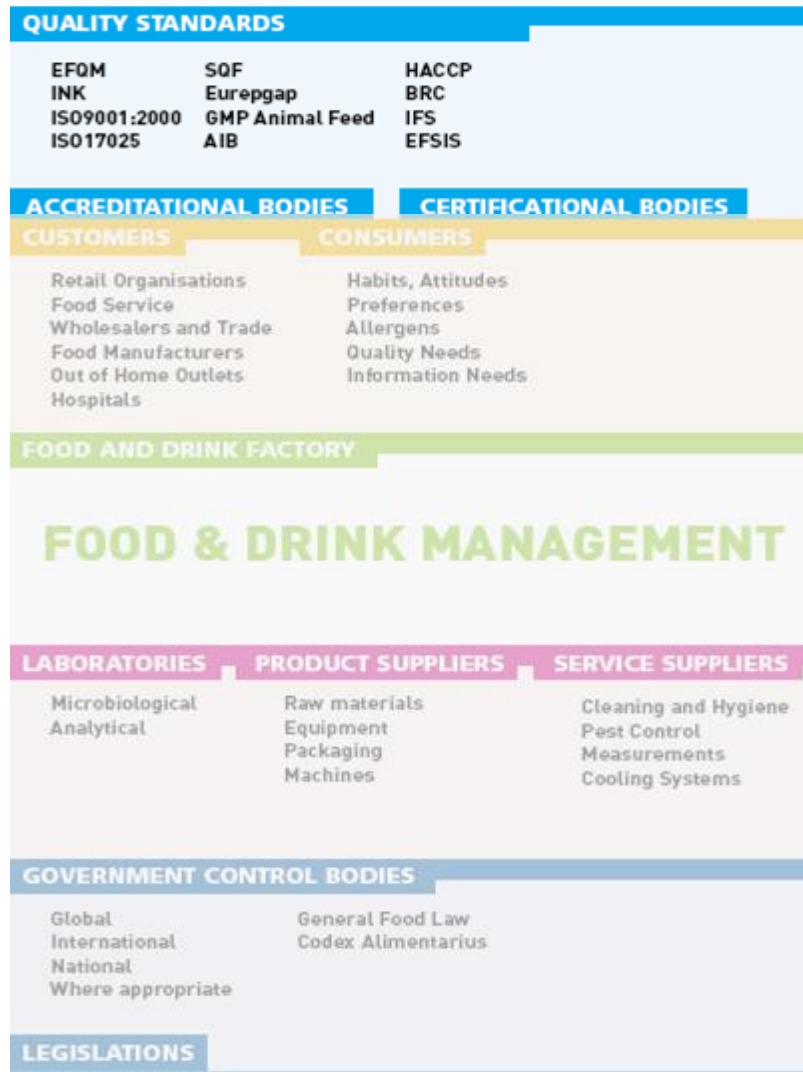 QUALITY STANDARDS
EFQM SQF HACCP
INK Eurepgap BRC
ISO9001:2000 GMP Animal Feed IFS
ISO17025 AIB EFSIS
ACCREDITATIONAL BODIES CERTIFICATIONAL BODIES
CUSTOMERS CONSUMERS
Retail Organisations Habits, Attitudes
Food Service Preferences
Wholesalers and Trade Allergens
Food Manufacturers Quality Needs
Out of Home Outlets Information Needs
Hospitals
FOOD AND DRINK FACTORY
FOOD & DRINK MANAGEMENT
LABORATORIES PRODUCT SUPPLIERS SERVICE SUPPLIERS
Microbiological Raw materials Cleaning and Hygiene
Analytical Equipment Pest Control
Packaging Measurements
Machines Cooling Systems
GOVERNMENT CONTROL BODIES
Global General Food Law
International Codex Alimentarius
National
Where appropriate
LEGISLATIONS